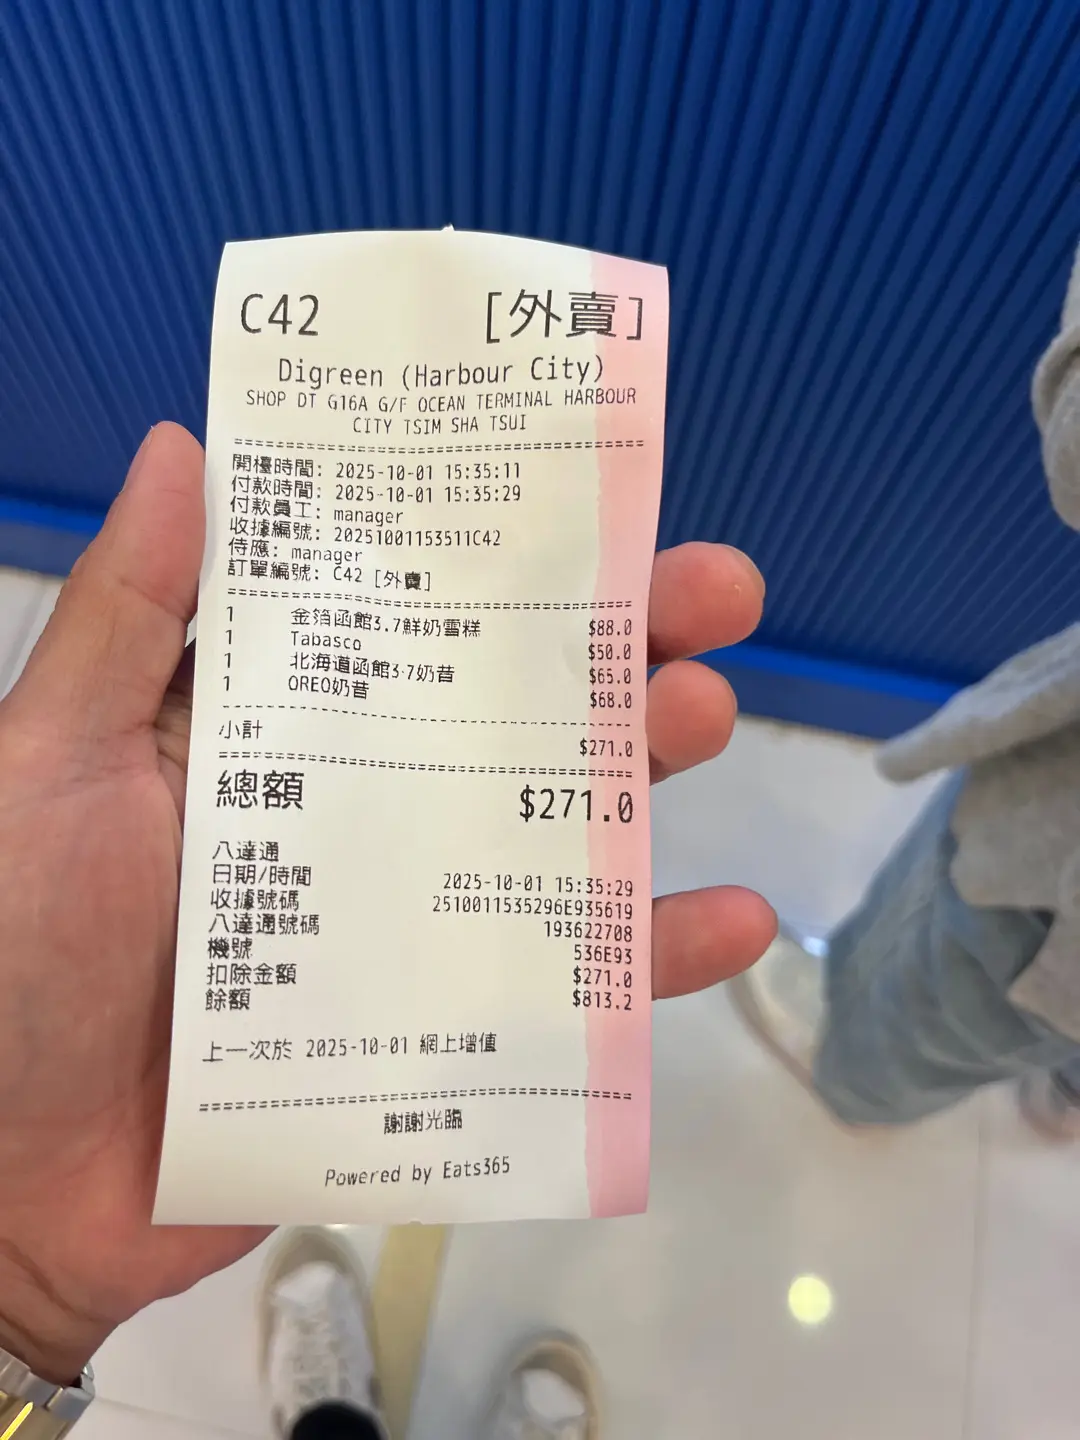 C42 [外賣]
Digreen (Harbour City)
SHOP DT G16A G/F OCEAN TERMINAL HARBOUR
CITY TSIM SHA TSUI
開檯時間: 2025-10-01 15:35:11
付款時間: 2025-10-01 15:35:29
付款員工: manager
收據編號: 20251001153511C42
侍應: manager
訂單編號: C42 [外賣]
1 金箔函館3.7鮮奶雪糕 $88.0
1 Tabasco $50.0
1 北海道函館3.7奶昔 $65.0
1 OREO奶昔 $68.0
小計 $271.0
總額 $271.0
八達通
日期/時間 2025-10-01 15:35:29
收據號碼 2510011535296E935619
八達通號碼 193622708
機號 536E93
扣除金額 $271.0
餘額 $813.2
上一次於 2025-10-01 網上增值
謝謝光臨
Powered by Eats365